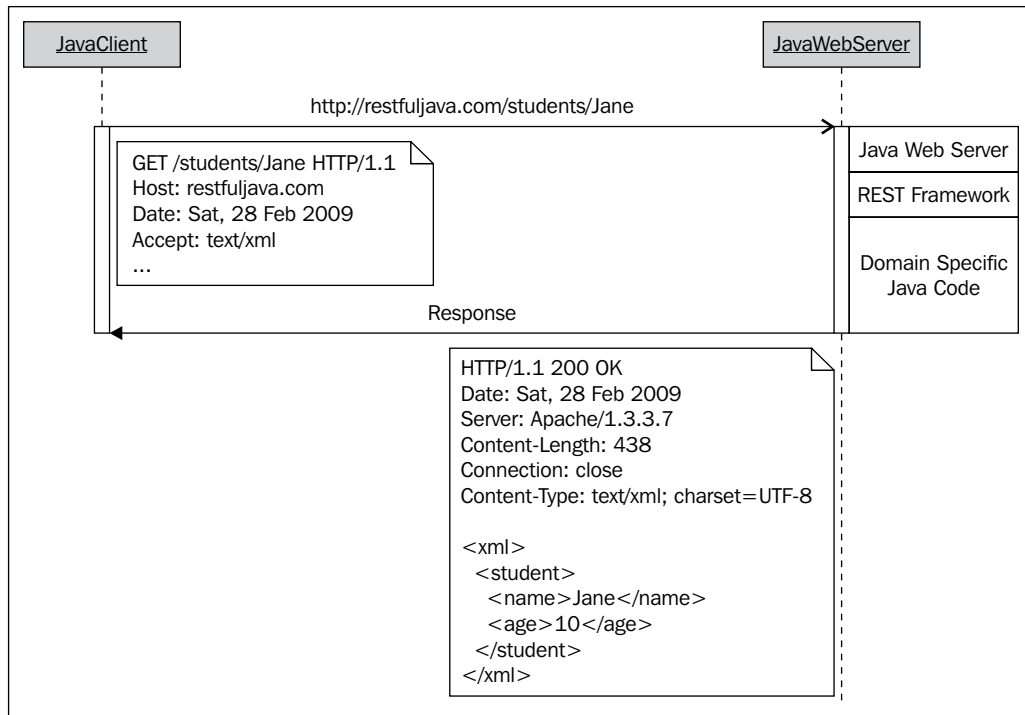 JavaClient
JavaWebServer
http://restfuljava.com/students/Jane
GET /students/Jane HTTP/1.1
Host: restfuljava.com
Date: Sat, 28 Feb 2009
Accept: text/xml
...
Java Web Server
REST Framework
Domain Specific
Java Code
Response
HTTP/1.1 200 OK
Date: Sat, 28 Feb 2009
Server: Apache/1.3.3.7
Content-Length: 438
Connection: close
Content-Type: text/xml; charset=UTF-8
<xml>
<student>
<name>Jane</name>
<age>10</age>
</student>
</xml>